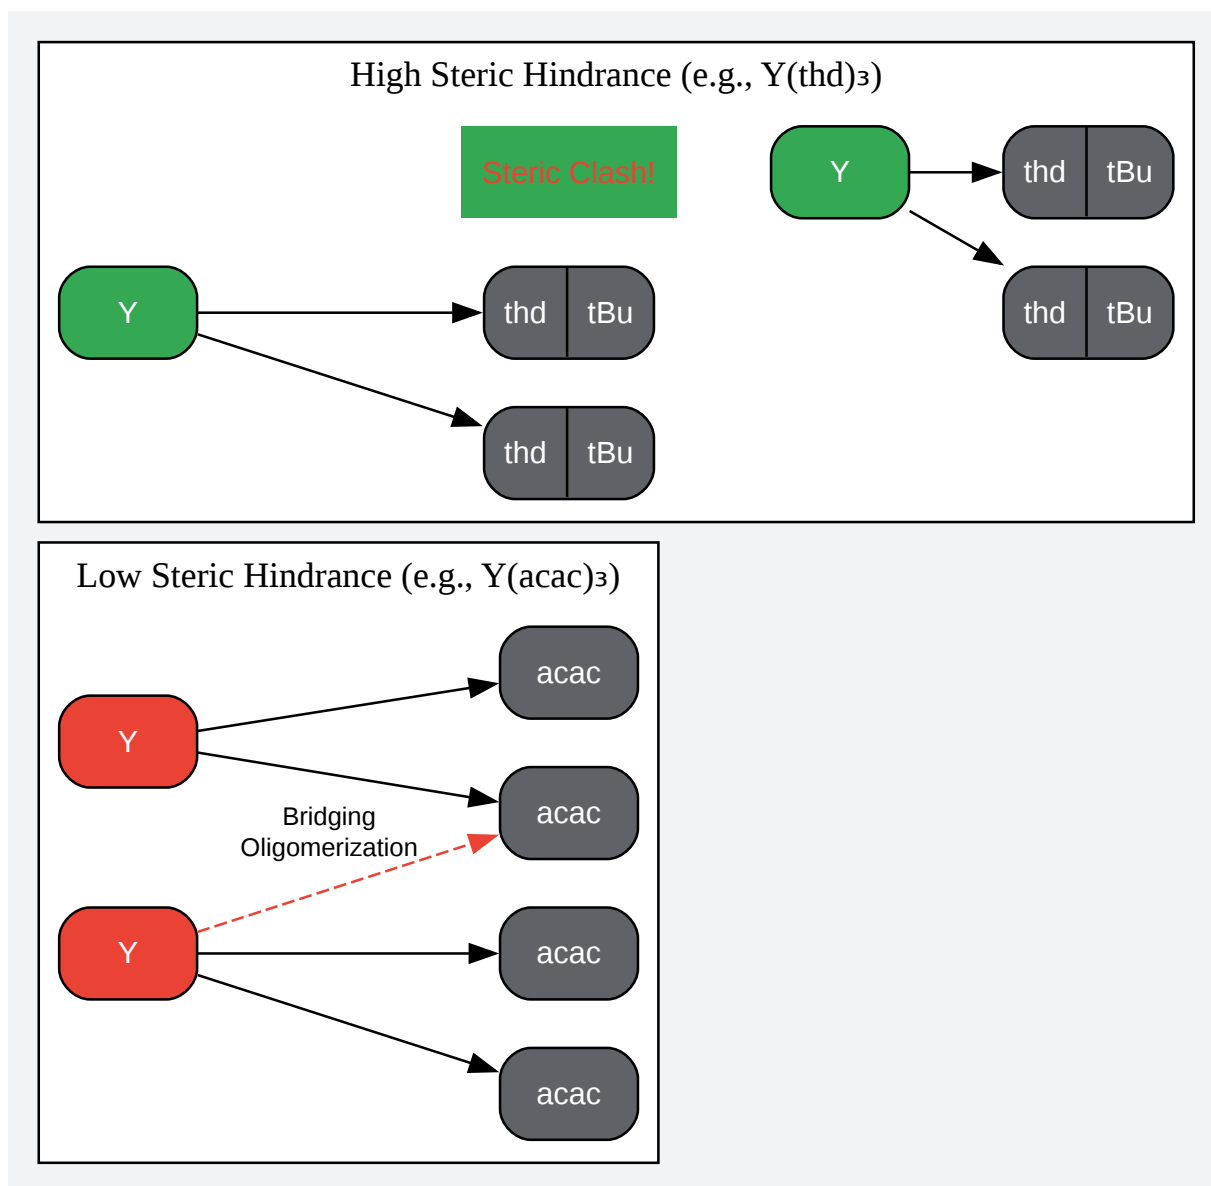 High Steric Hindrance (e.g., Y(thd)₃)
Steric Clash!
Y
thd tBu
thd tBu
Y
thd tBu
thd tBu
Low Steric Hindrance (e.g., Y(acac)₃)
Y
acac
acac
Bridging
Oligomerization
Y
acac
acac